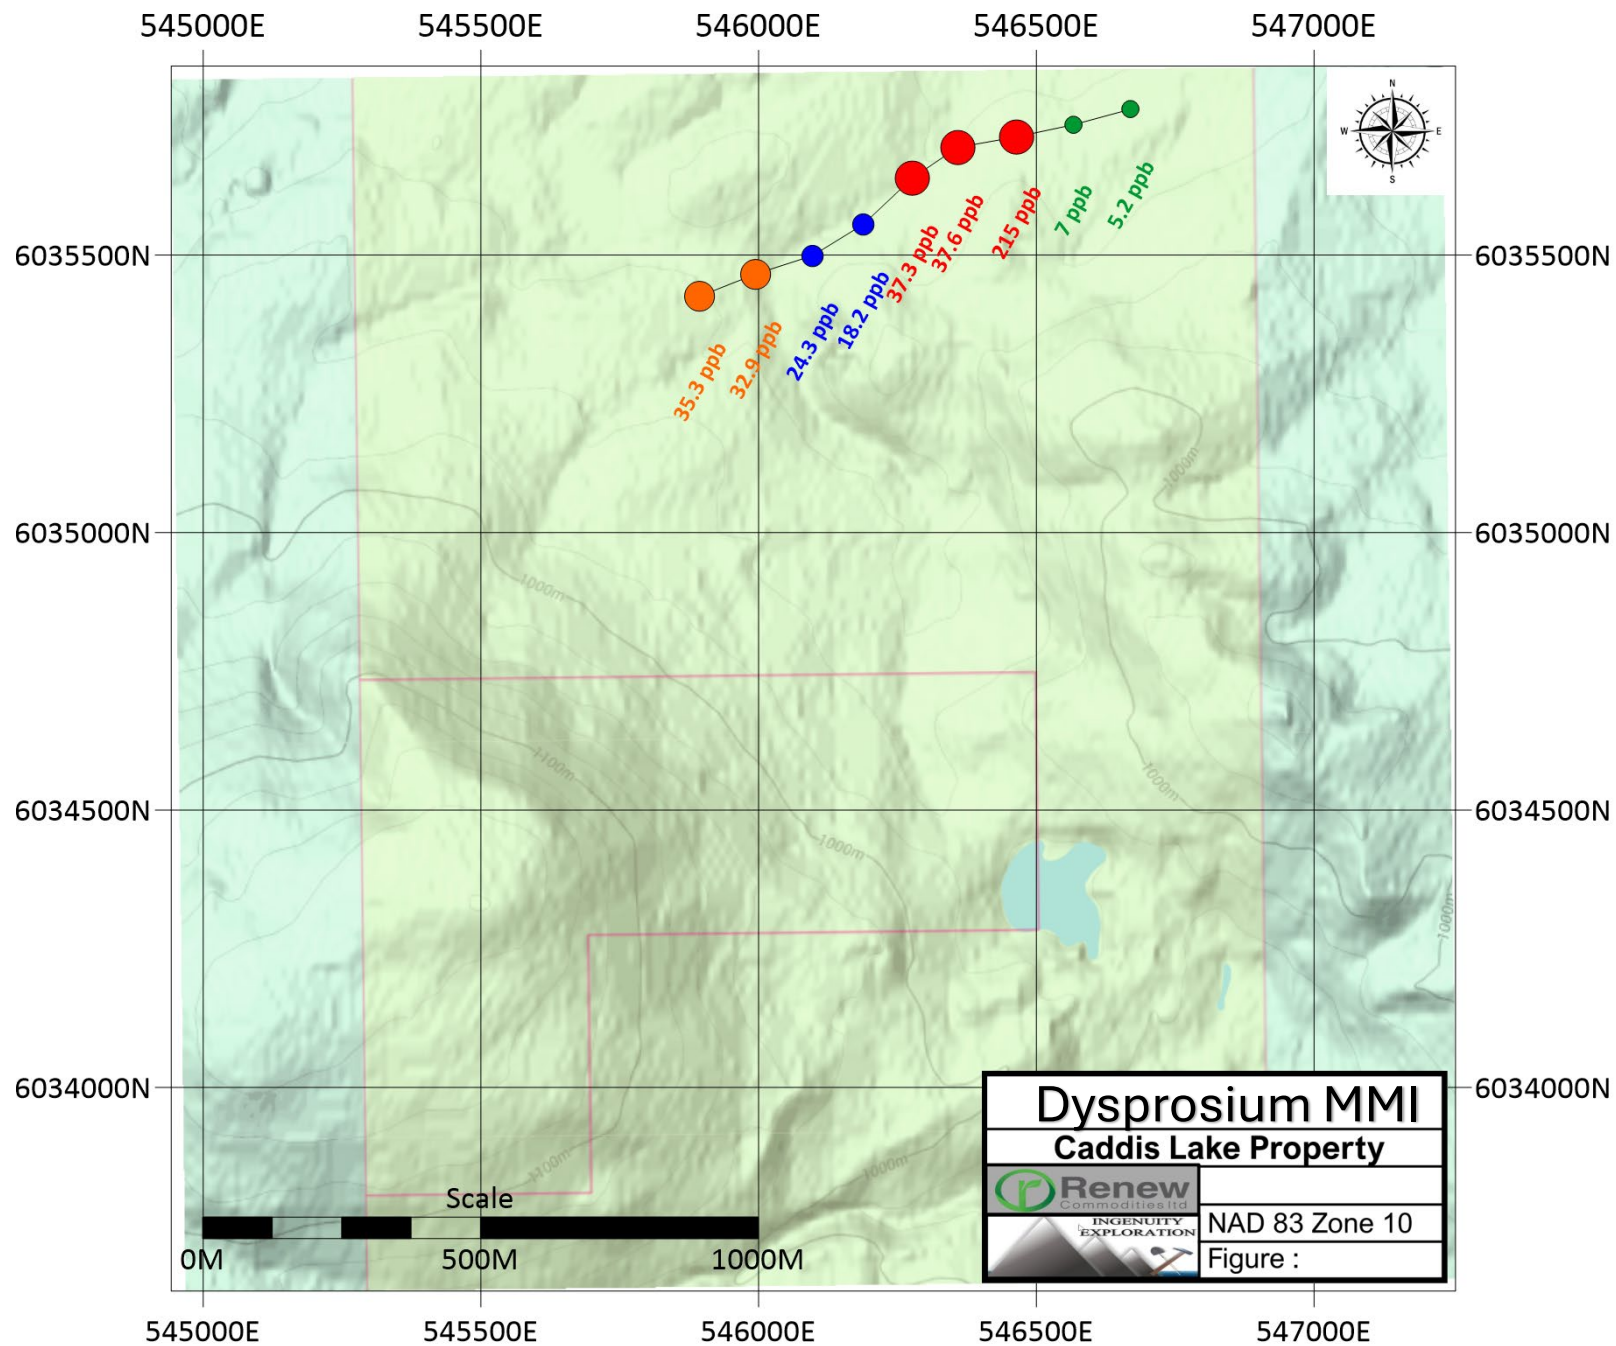 545000E 545500E 546000E 546500E 547000E
N
W E
S
5.2 ppb
7 ppb
215 ppb
37.6 ppb
37.3 ppb
18.2 ppb
24.3 ppb
32.9 ppb
35.3 ppb
6035500N 6035500N
1000m
6035000N 6035000N
1000m
1100m
1000m
6034500N 6034500N
1000m
1000m
6034000N 6034000N
1100m
1000m
Dysprosium MMI
Caddis Lake Property
r Renew
Commodities ltd
INGENUITY
EXPLORATION
NAD 83 Zone 10
Figure :
Scale
0M 500M 1000M
545000E 545500E 546000E 546500E 547000E